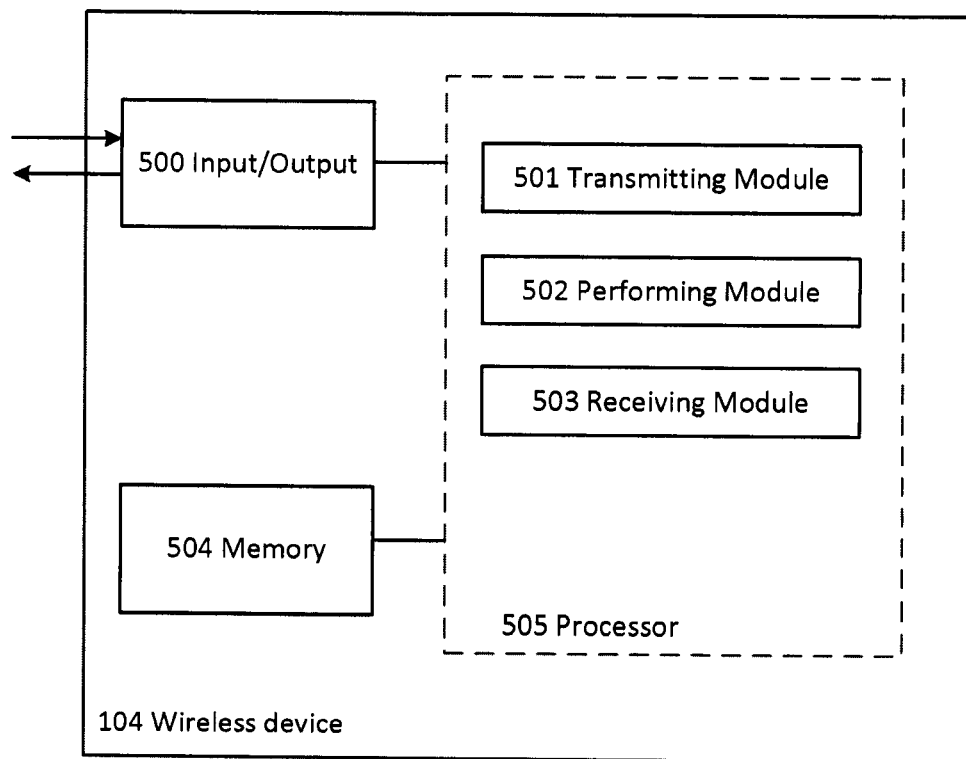 500 Input/Output
501 Transmitting Module
502 Performing Module
503 Receiving Module
504 Memory
505 Processor
104 Wireless device